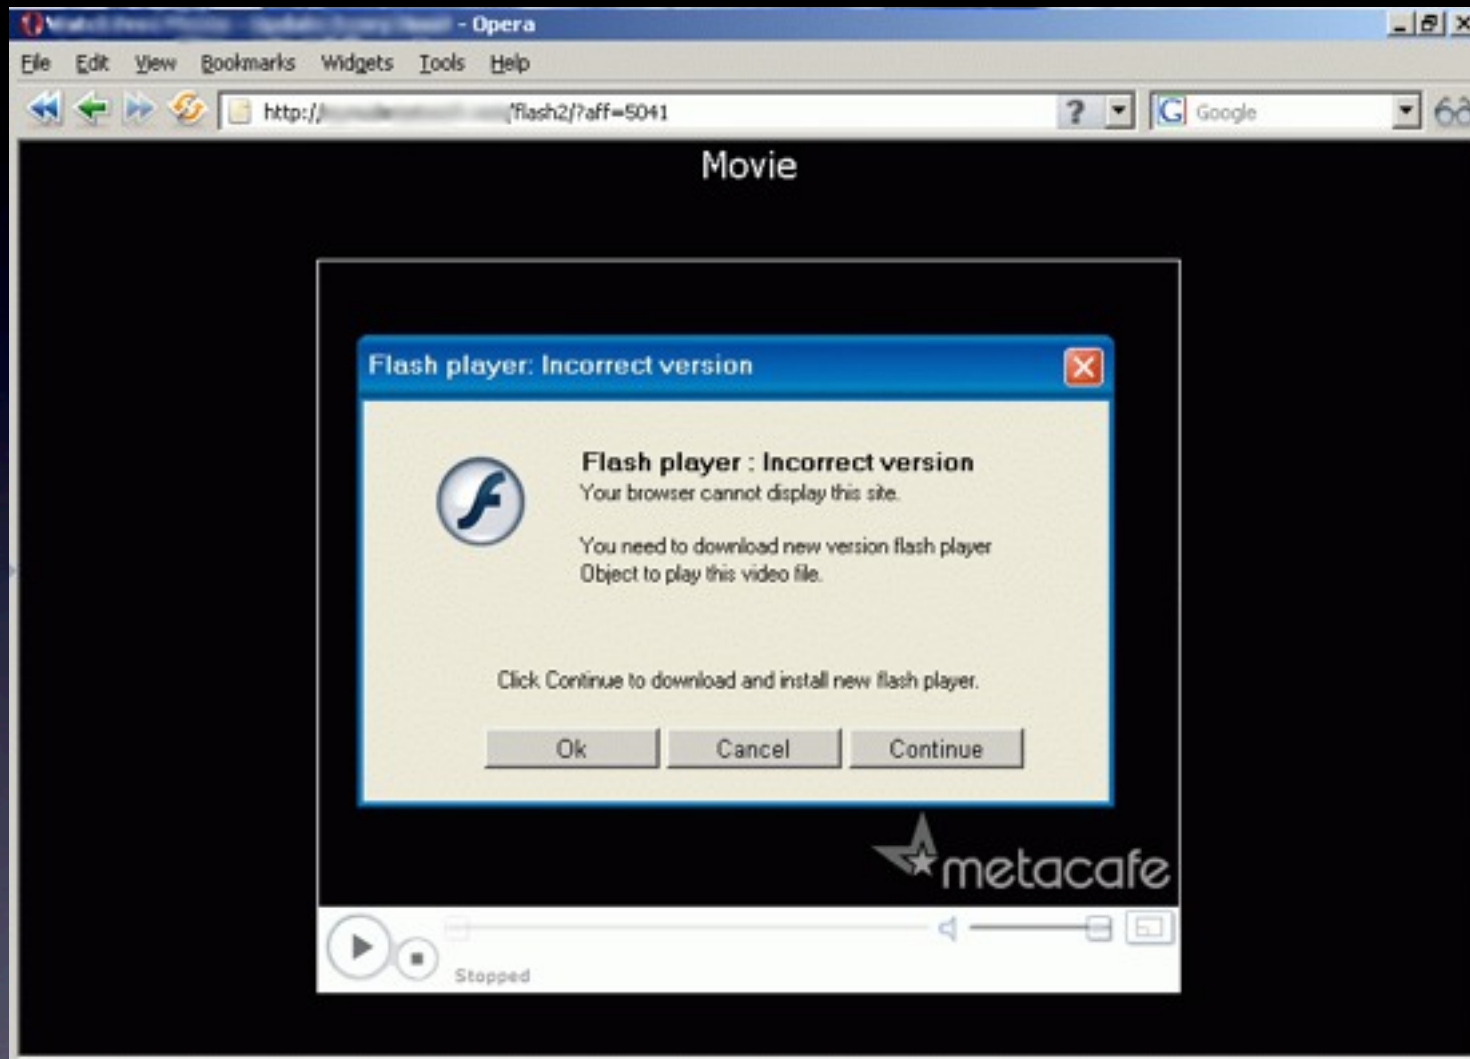 - Opera
File Edit View Bookmarks Widgets Tools Help
http:// /flash2/?aff=5041 ? Google
Movie
Flash player: Incorrect version
Flash player : Incorrect version
Your browser cannot display this site.
You need to download new version flash player
Object to play this video file.
Click Continue to download and install new flash player.
Ok Cancel Continue
metacafe
Stopped